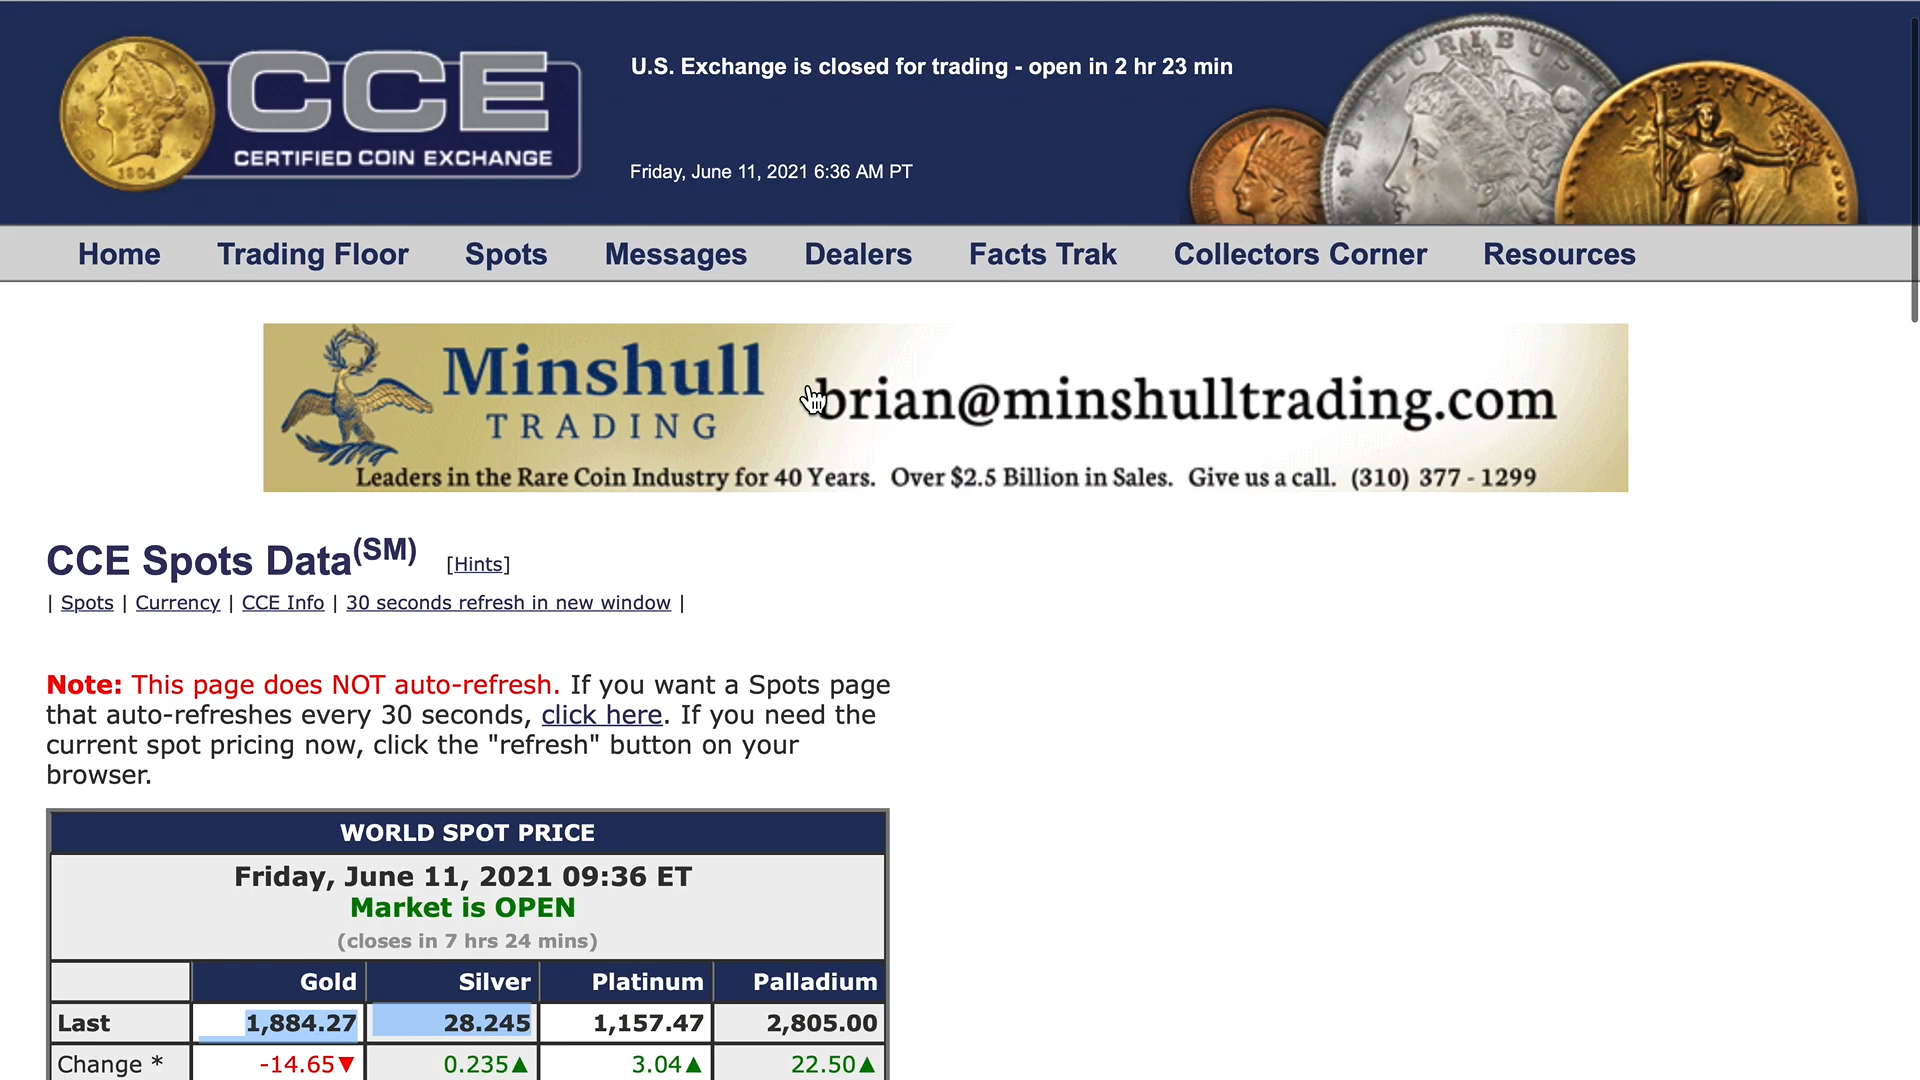 CCE
CERTIFIED COIN EXCHANGE
1904
U.S. Exchange is closed for trading - open in 2 hr 23 min
Friday, June 11, 2021 6:36 AM PT
E PLURIBUS
LIBERTY
Home Trading Floor Spots Messages Dealers Facts Trak Collectors Corner Resources
Minshull
TRADING
brian@minshulltrading.com
Leaders in the Rare Coin Industry for 40 Years. Over $2.5 Billion in Sales. Give us a call. (310) 377 - 1299
CCE Spots Data(SM) [Hints]
| Spots | Currency | CCE Info | 30 seconds refresh in new window |
Note: This page does NOT auto-refresh. If you want a Spots page
that auto-refreshes every 30 seconds, click here. If you need the
current spot pricing now, click the "refresh" button on your
browser.
WORLD SPOT PRICE
Friday, June 11, 2021 09:36 ET
Market is OPEN
(closes in 7 hrs 24 mins)
Gold Silver Platinum Palladium
Last 1,884.27 28.245 1,157.47 2,805.00
Change * -14.65▼ 0.235▲ 3.04▲ 22.50▲